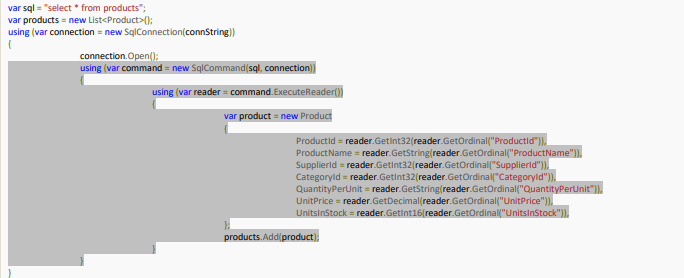 var sql = "select * from products";
var products = new List<Product>();
using (var connection = new SqlConnection(connString))
{
connection.Open();
using (var command = new SqlCommand(sql, connection))
{
using (var reader = command.ExecuteReader())
{
var product = new Product
{
ProductId = reader.GetInt32(reader.GetOrdinal("ProductId")),
ProductName = reader.GetString(reader.GetOrdinal("ProductName")),
SupplierId = reader.GetInt32(reader.GetOrdinal("SupplierId")),
CategoryId = reader.GetInt32(reader.GetOrdinal("CategoryId")),
QuantityPerUnit = reader.GetString(reader.GetOrdinal("QuantityPerUnit")),
UnitPrice = reader.GetDecimal(reader.GetOrdinal("UnitPrice")),
UnitsInStock = reader.GetInt16(reader.GetOrdinal("UnitsInStock")),
};
products.Add(product);
}
}
}